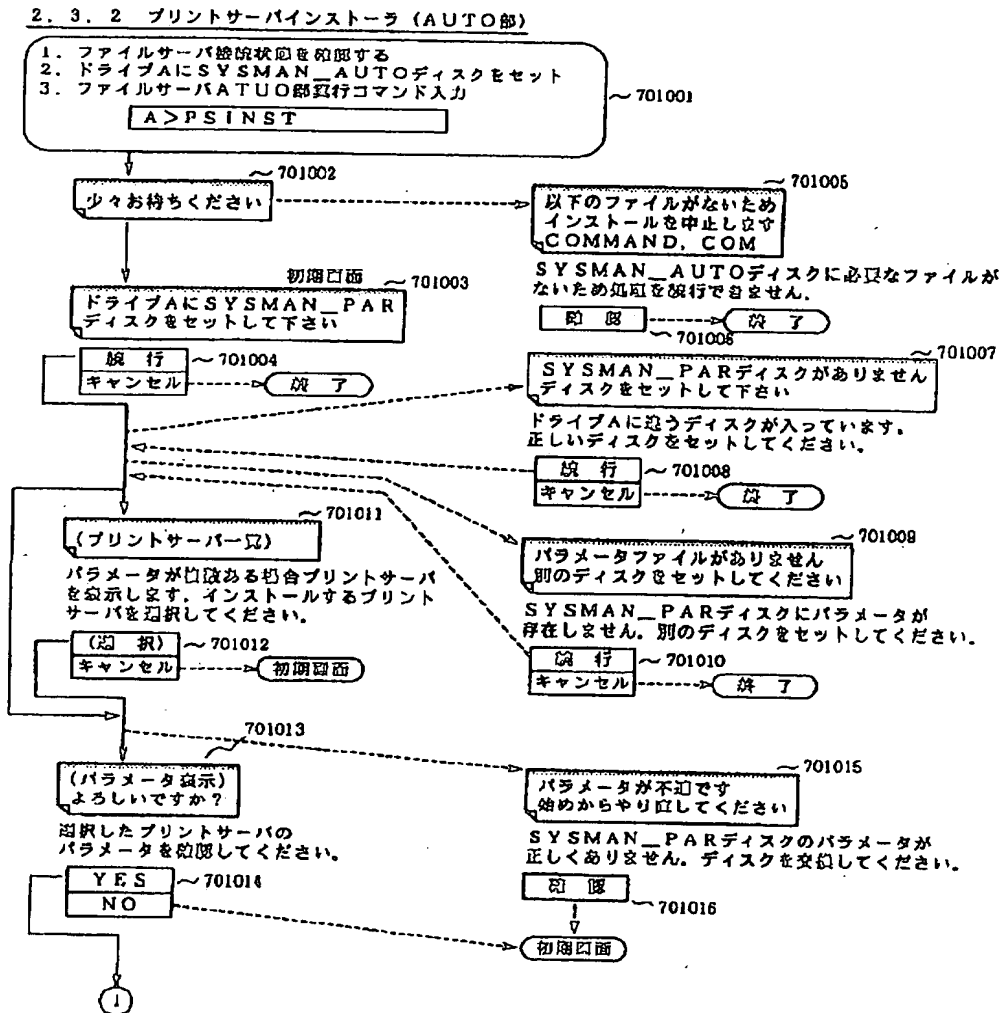 2．3．2 プリントサーバインストーラ（AUTO部）
1．ファイルサーバ接続状態を確認する
2．ドライブAにSYSMAN＿AUTOディスクをセット
3．ファイルサーバATUO部実行コマンド入力
A＞PSINST
～701001
～701002
少々お待ちください
～701005
以下のファイルがないため
インストールを中止します
COMMAND．COM
SYSMAN＿AUTOディスクに必要なファイルが
ないため処理を続行できません．
確 認
終 了
701006
初期画面
701003
ドライブAにSYSMAN＿PAR
ディスクをセットして下さい
続 行
～701004
キャンセル
終 了
～701007
SYSMAN＿PARディスクがありません
ディスクをセットして下さい
ドライブAに違うディスクが入っています．
正しいディスクをセットしてください．
続 行
～701008
キャンセル
終 了
～701011
（プリントサーバ一覧）
パラメータが複数ある場合プリントサーバ
を表示します．インストールするプリント
サーバを選択してください．
（選 択）
～701012
キャンセル
初期画面
701009
パラメータファイルがありません
別のディスクをセットしてください
SYSMAN＿PARディスクにパラメータが
存在しません．別のディスクをセットしてください．
続 行
～701010
キャンセル
終 了
701013
（パラメータ表示）
よろしいですか？
選択したプリントサーバの
パラメータを確認してください．
YES
～701014
NO
～701015
パラメータが不適です
始めからやり直してください
SYSMAN＿PARディスクのパラメータが
正しくありません．ディスクを交換してください．
確 認
701016
初期画面
1